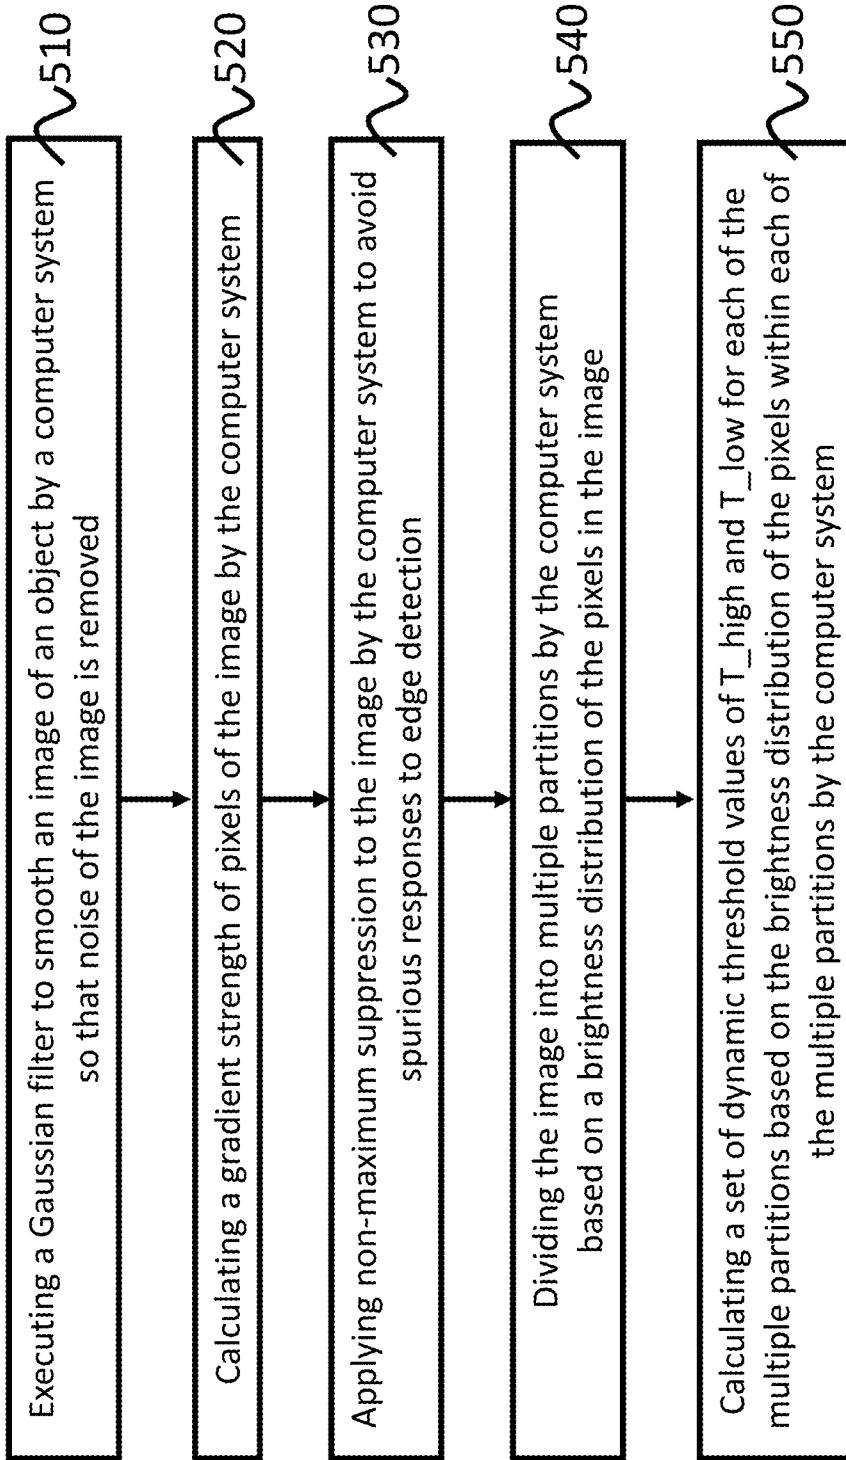 Executing a Gaussian filter to smooth an image of an object by a computer system
so that noise of the image is removed
510
Calculating a gradient strength of pixels of the image by the computer system
520
Applying non-maximum suppression to the image by the computer system to avoid
spurious responses to edge detection
530
Dividing the image into multiple partitions by the computer system
based on a brightness distribution of the pixels in the image
540
Calculating a set of dynamic threshold values of T_high and T_low for each of the
multiple partitions based on the brightness distribution of the pixels within each of
the multiple partitions by the computer system
550